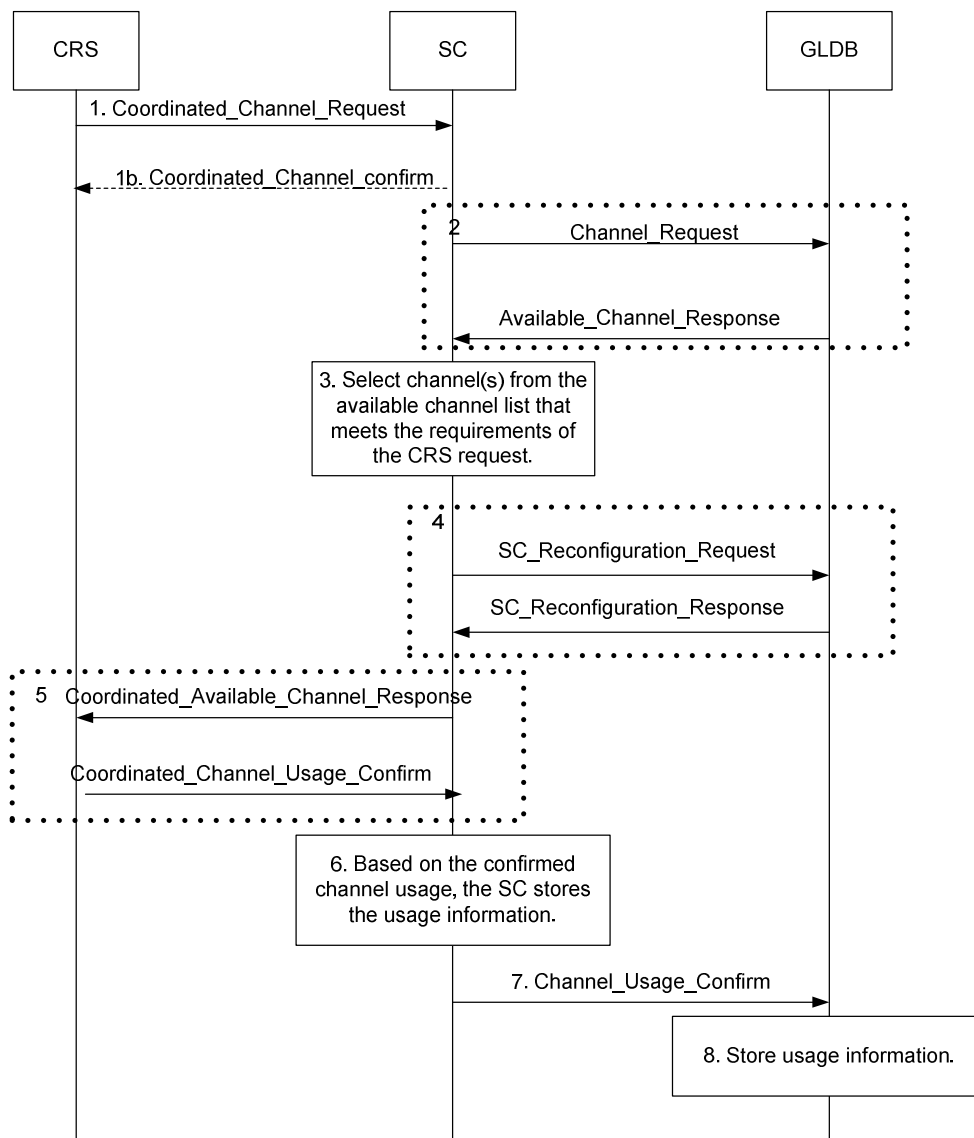 CRS
SC
GLDB
1. Coordinated_Channel_Request
1b. Coordinated_Channel_confirm
2
Channel_Request
Available_Channel_Response
3. Select channel(s) from the
available channel list that
meets the requirements of
the CRS request.
4
SC_Reconfiguration_Request
SC_Reconfiguration_Response
5
Coordinated_Available_Channel_Response
Coordinated_Channel_Usage_Confirm
6. Based on the confirmed
channel usage, the SC stores
the usage information.
7. Channel_Usage_Confirm
8. Store usage information.